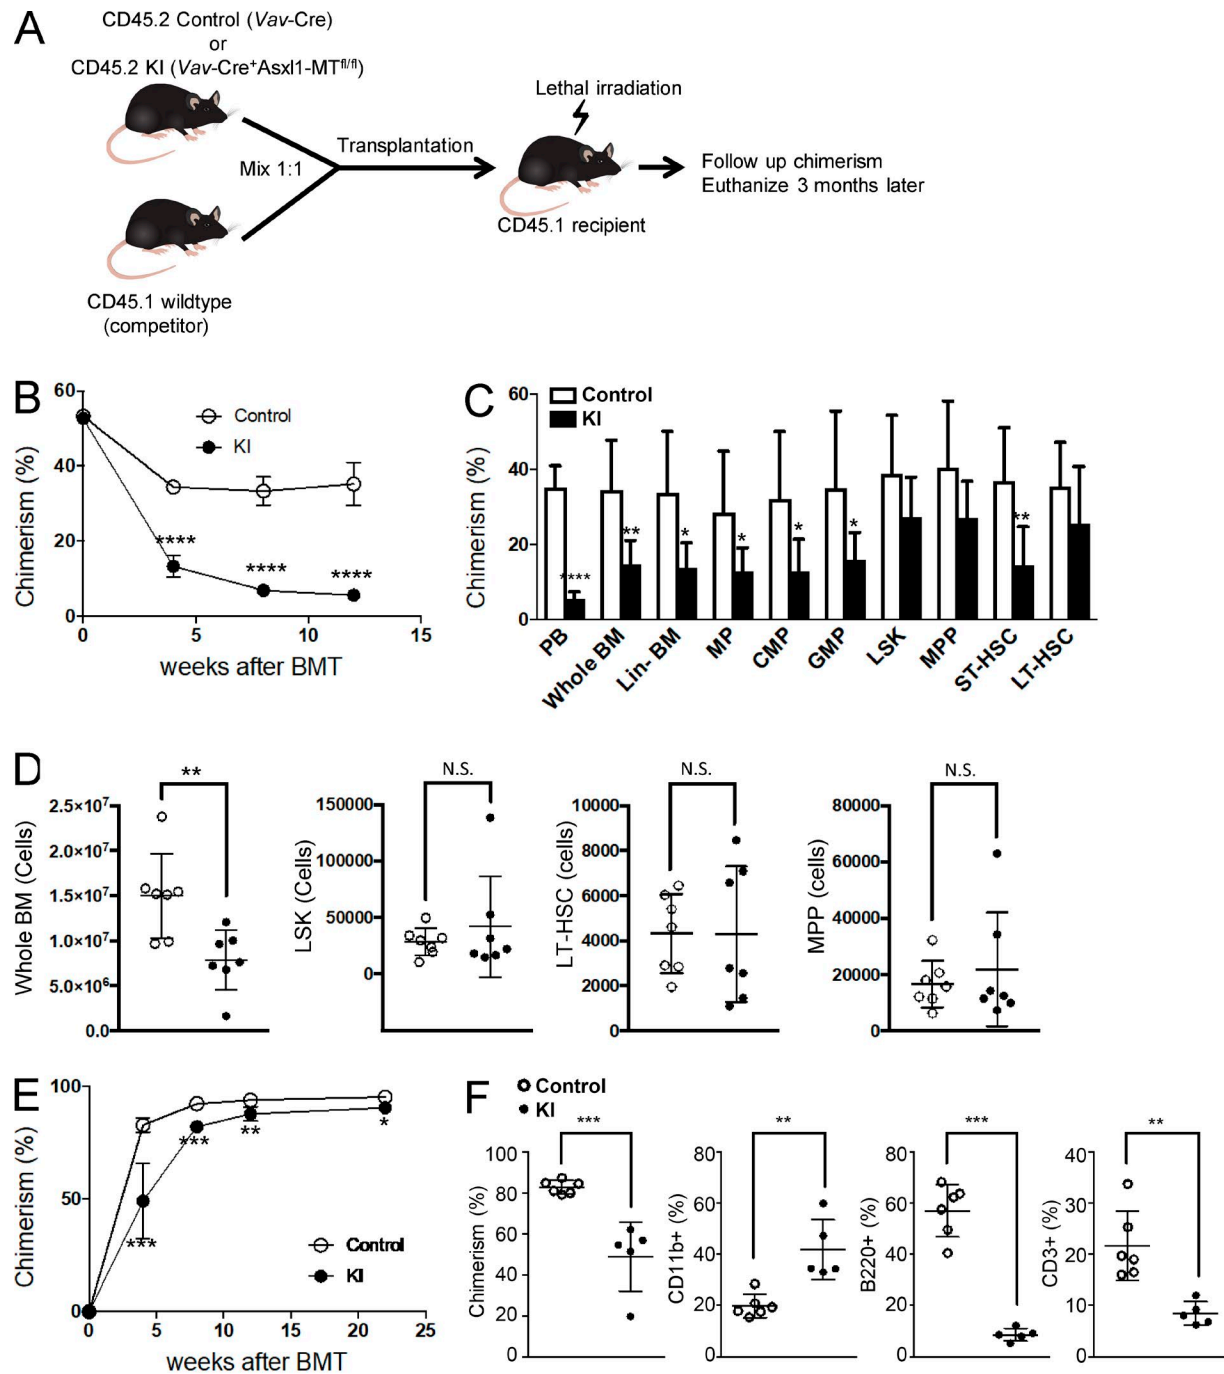 A
CD45.2 Control (Vav-Cre)
or
CD45.2 KI (Vav-Cre+Asxl1-MTfl/fl)
Mix 1:1
Transplantation
Lethal irradiation
CD45.1 recipient
Follow up chimerism
Euthanize 3 months later
CD45.1 wildtype
(competitor)
B
Chimerism (%)
60
40
20
0
Control
KI
****
****
****
0
5
10
15
weeks after BMT
C
Chimerism (%)
60
40
20
0
Control
KI
****
**
*
*
*
*
**
PB
Whole BM
Lin- BM
MP
CMP
GMP
LSK
MPP
ST-HSC
LT-HSC
D
Whole BM (Cells)
2.5×10⁷
2.0×10⁷
1.5×10⁷
1.0×10⁷
5.0×10⁶
0.0
**
LSK (Cells)
150000
100000
50000
0
N.S.
LT-HSC (cells)
10000
8000
6000
4000
2000
0
N.S.
MPP (cells)
80000
60000
40000
20000
0
N.S.
E
Chimerism (%)
100
50
0
***
***
**
*
Control
KI
0
5
10
15
20
25
weeks after BMT
F
Control
KI
Chimerism (%)
100
80
60
40
20
0
***
CD11b+ (%)
80
60
40
20
0
**
B220+ (%)
80
60
40
20
0
***
CD3+ (%)
40
30
20
10
0
**